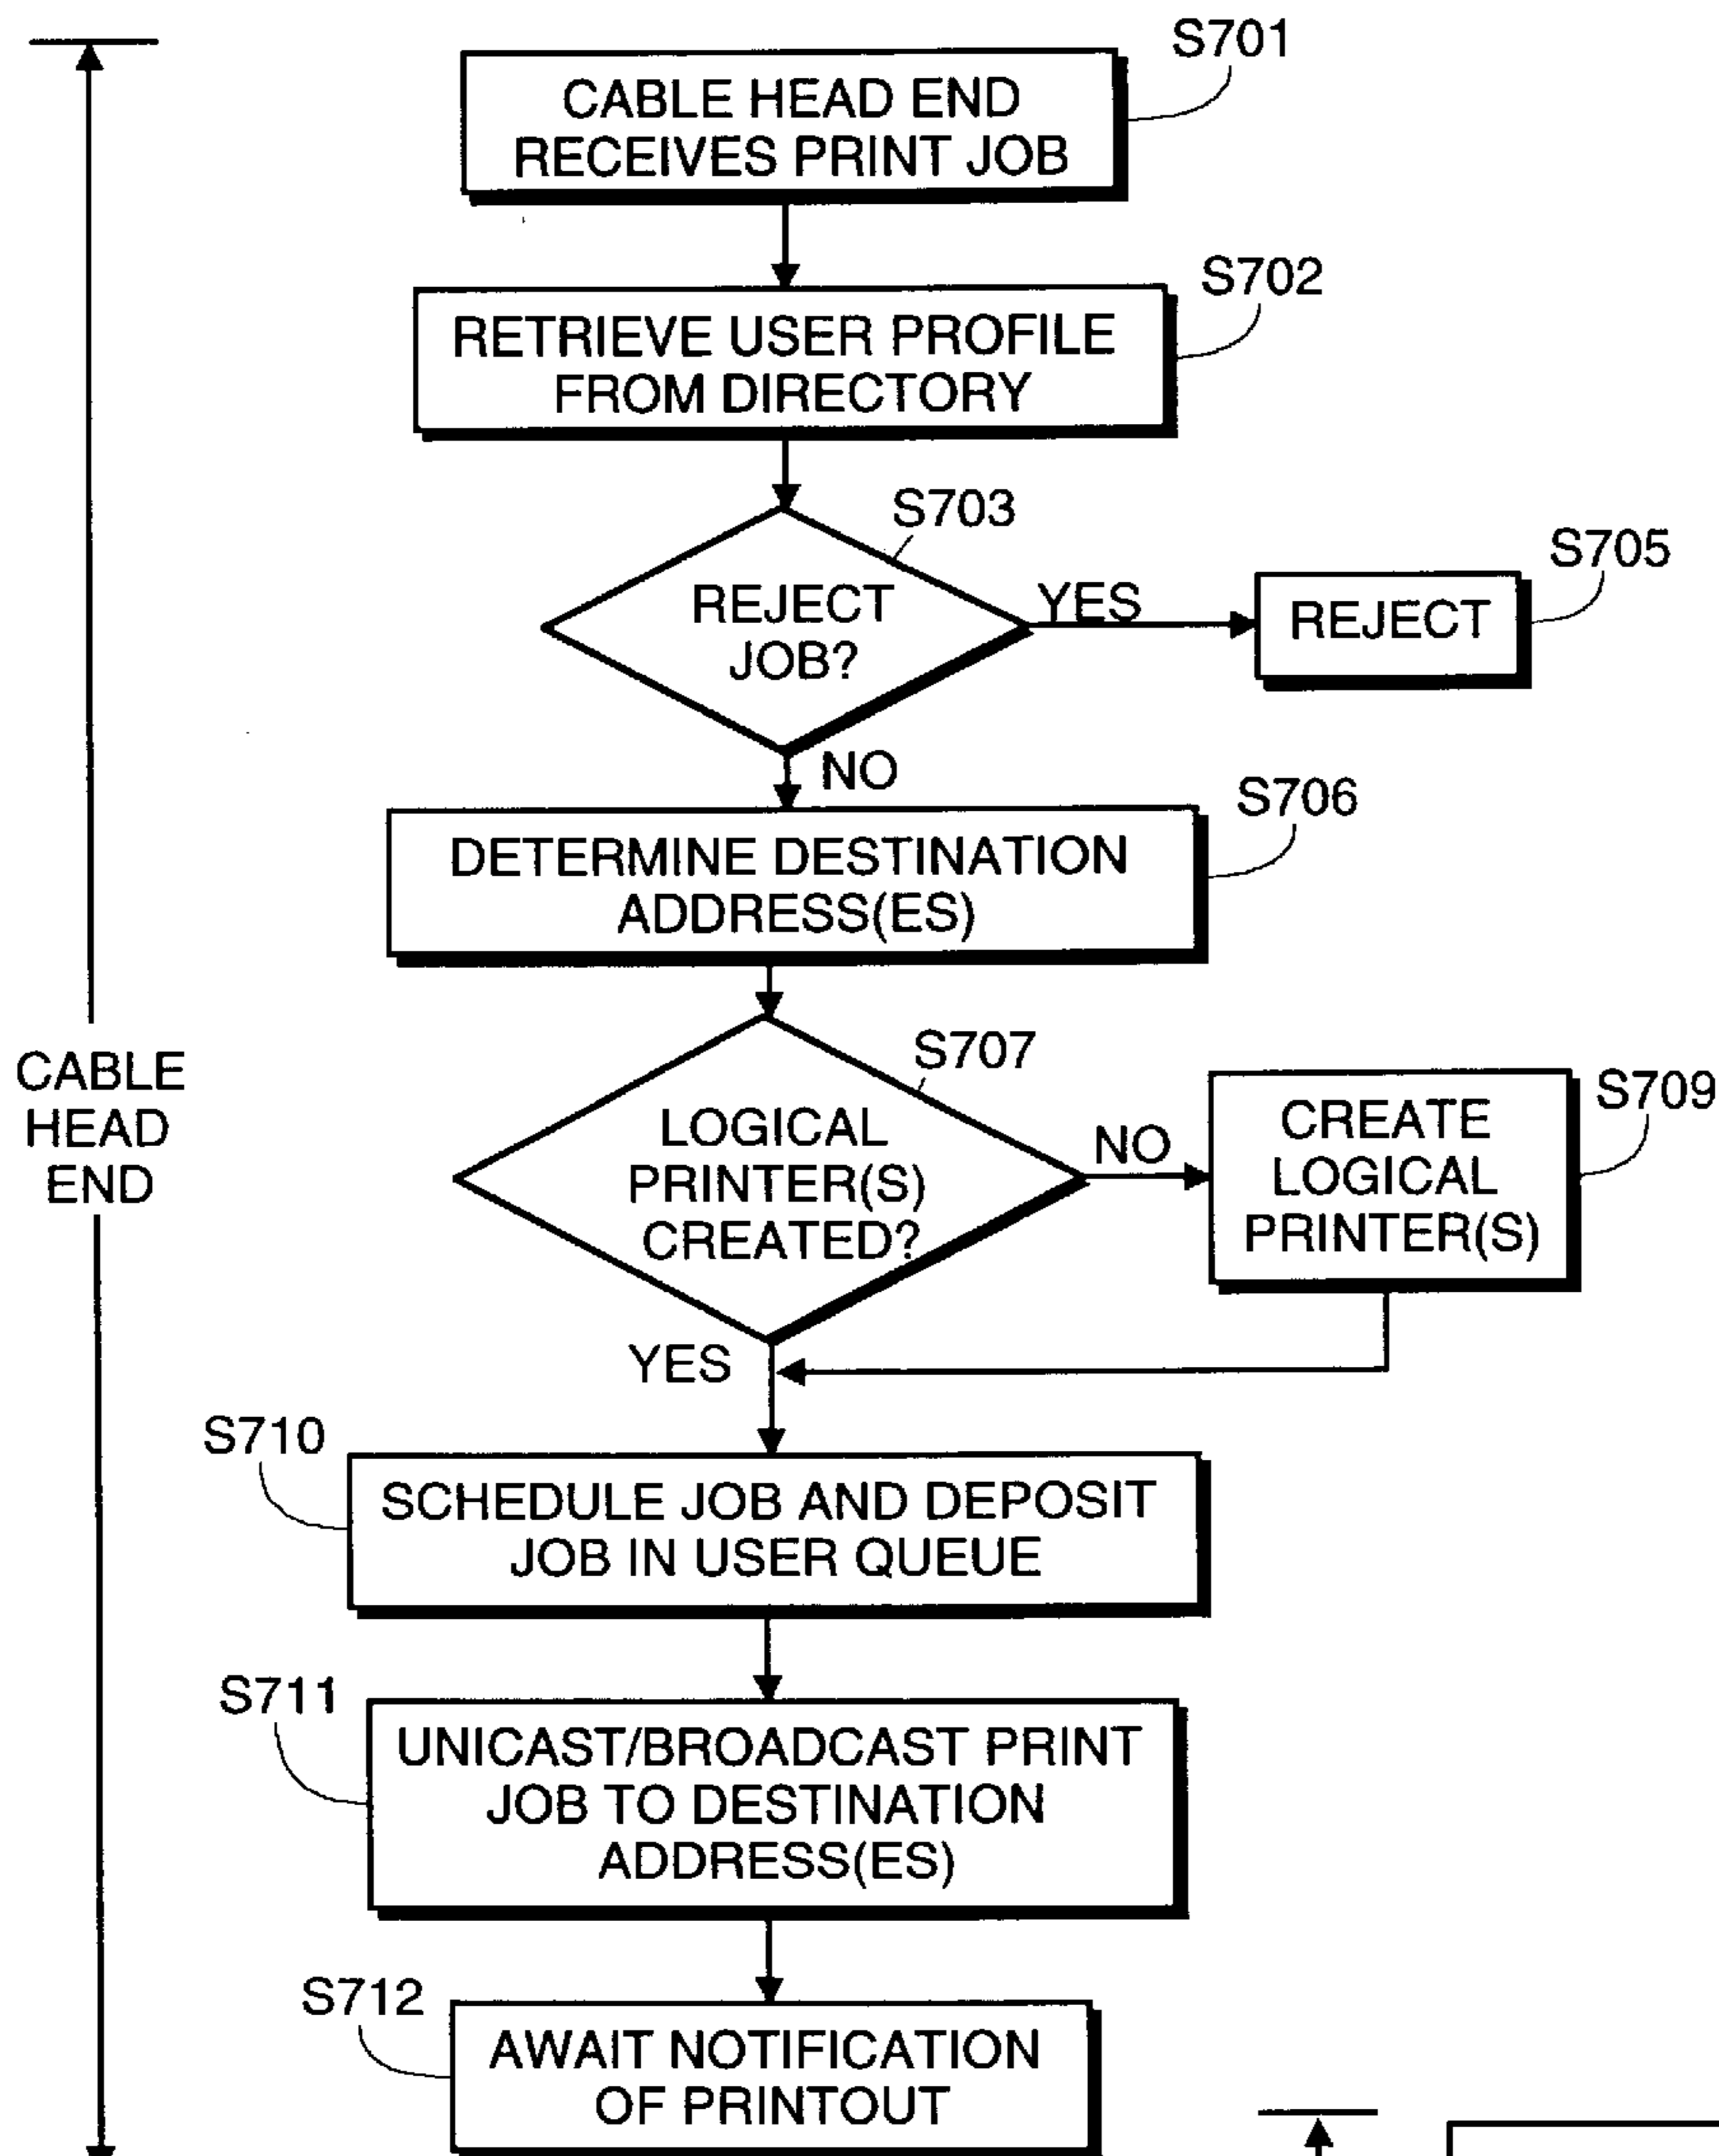 S701
CABLE HEAD END
RECEIVES PRINT JOB
S702
RETRIEVE USER PROFILE
FROM DIRECTORY
S703
REJECT
JOB?
YES
S705
REJECT
NO
S706
DETERMINE DESTINATION
ADDRESS(ES)
CABLE
HEAD
END
S707
LOGICAL
PRINTER(S)
CREATED?
NO
S709
CREATE
LOGICAL
PRINTER(S)
YES
S710
SCHEDULE JOB AND DEPOSIT
JOB IN USER QUEUE
S711
UNICAST/BROADCAST PRINT
JOB TO DESTINATION
ADDRESS(ES)
S712
AWAIT NOTIFICATION
OF PRINTOUT